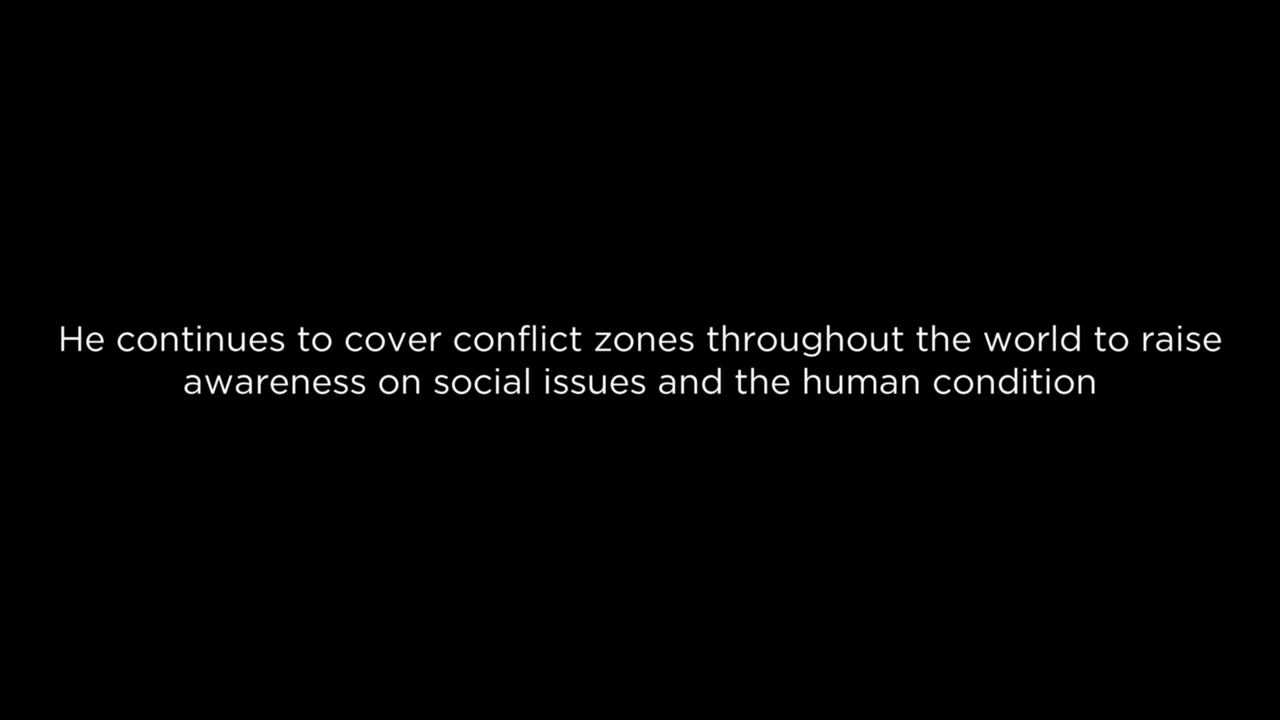 He continues to cover conflict zones throughout the world to raise
awareness on social issues and the human condition